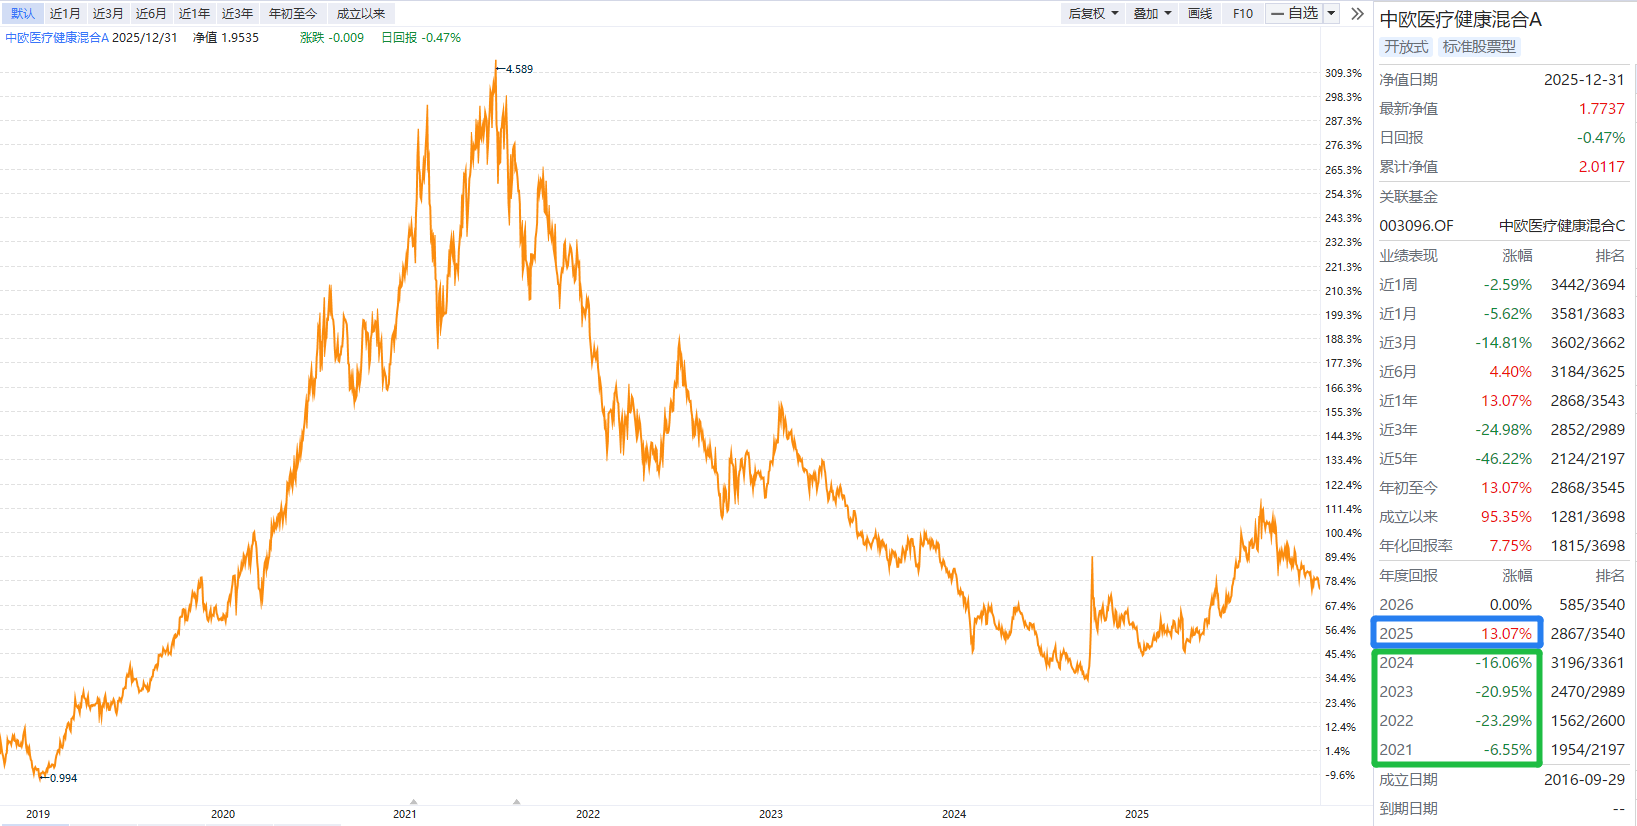 默认 近1月 近3月 近6月 近1年 近3年 年初至今 成立以来 后复权 叠加 画线 F10 自选
中欧医疗健康混合A 2025/12/31 净值 1.9535 涨跌 -0.009 日回报 -0.47%
4.589
0.994
309.3%
298.3%
287.3%
276.3%
265.3%
254.3%
243.3%
232.3%
221.3%
210.3%
199.3%
188.3%
177.3%
166.3%
155.3%
144.3%
133.4%
122.4%
111.4%
100.4%
89.4%
78.4%
67.4%
56.4%
45.4%
34.4%
23.4%
12.4%
1.4%
-9.6%
2019 2020 2021 2022 2023 2024 2025
中欧医疗健康混合A
开放式 标准股票型
净值日期 2025-12-31
最新净值 1.7737
日回报 -0.47%
累计净值 2.0117
关联基金
003096.OF 中欧医疗健康混合C
业绩表现 涨幅 排名
近1周 -2.59% 3442/3694
近1月 -5.62% 3581/3683
近3月 -14.81% 3602/3662
近6月 4.40% 3184/3625
近1年 13.07% 2868/3543
近3年 -24.98% 2852/2989
近5年 -46.22% 2124/2197
年初至今 13.07% 2868/3545
成立以来 95.35% 1281/3698
年化回报率 7.75% 1815/3698
年度回报 涨幅 排名
2026 0.00% 585/3540
2025 13.07% 2867/3540
2024 -16.06% 3196/3361
2023 -20.95% 2470/2989
2022 -23.29% 1562/2600
2021 -6.55% 1954/2197
成立日期 2016-09-29
到期日期 --